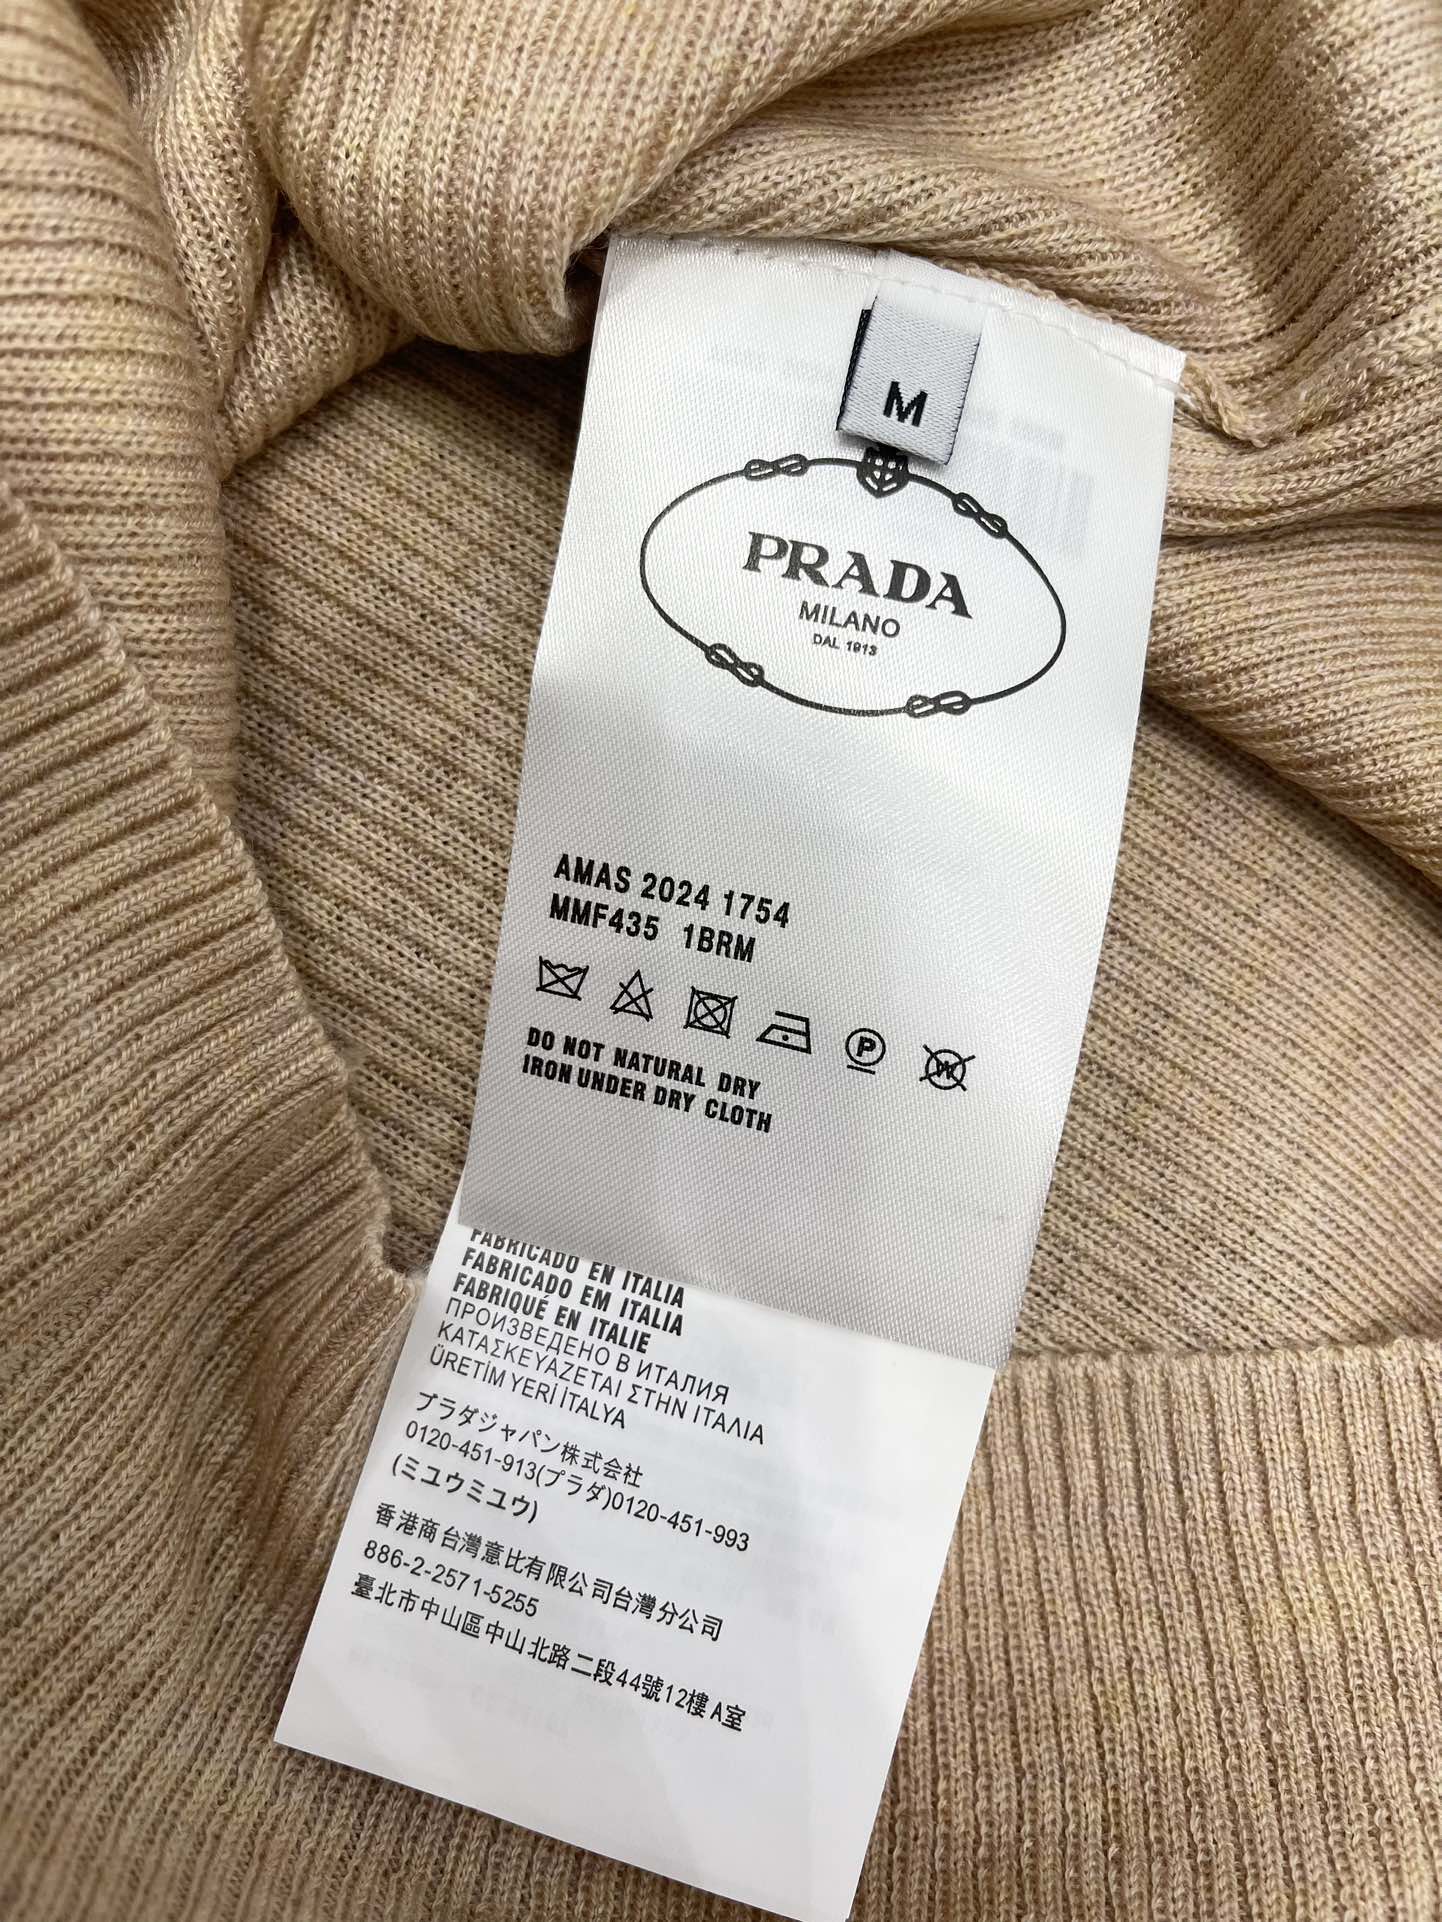 M
PRADA
MILANO
DAL 1913
AMAS 2024 1754
MMF435 1BRM
P
W
DO NOT NATURAL DRY
IRON UNDER DRY CLOTH
FABRICADO EN ITALIA
FABRICADO EM ITALIA
FABRIQUÉ EN ITALIE
ПРОИЗВЕДЕНО В ИТАЛИЯ
ΚΑΤΑΣΚΕΥΑΖΕΤΑΙ ΣΤΗΝ ΙΤΑΛΙΑ
ÜRETİM YERİ İTALYA
プラダジャパン株式会社
0120-451-913(プラダ)0120-451-993
(ミユウミユウ)
香港商台灣意比有限公司台灣分公司
886-2-2571-5255
臺北市中山區中山北路二段44號12樓A室